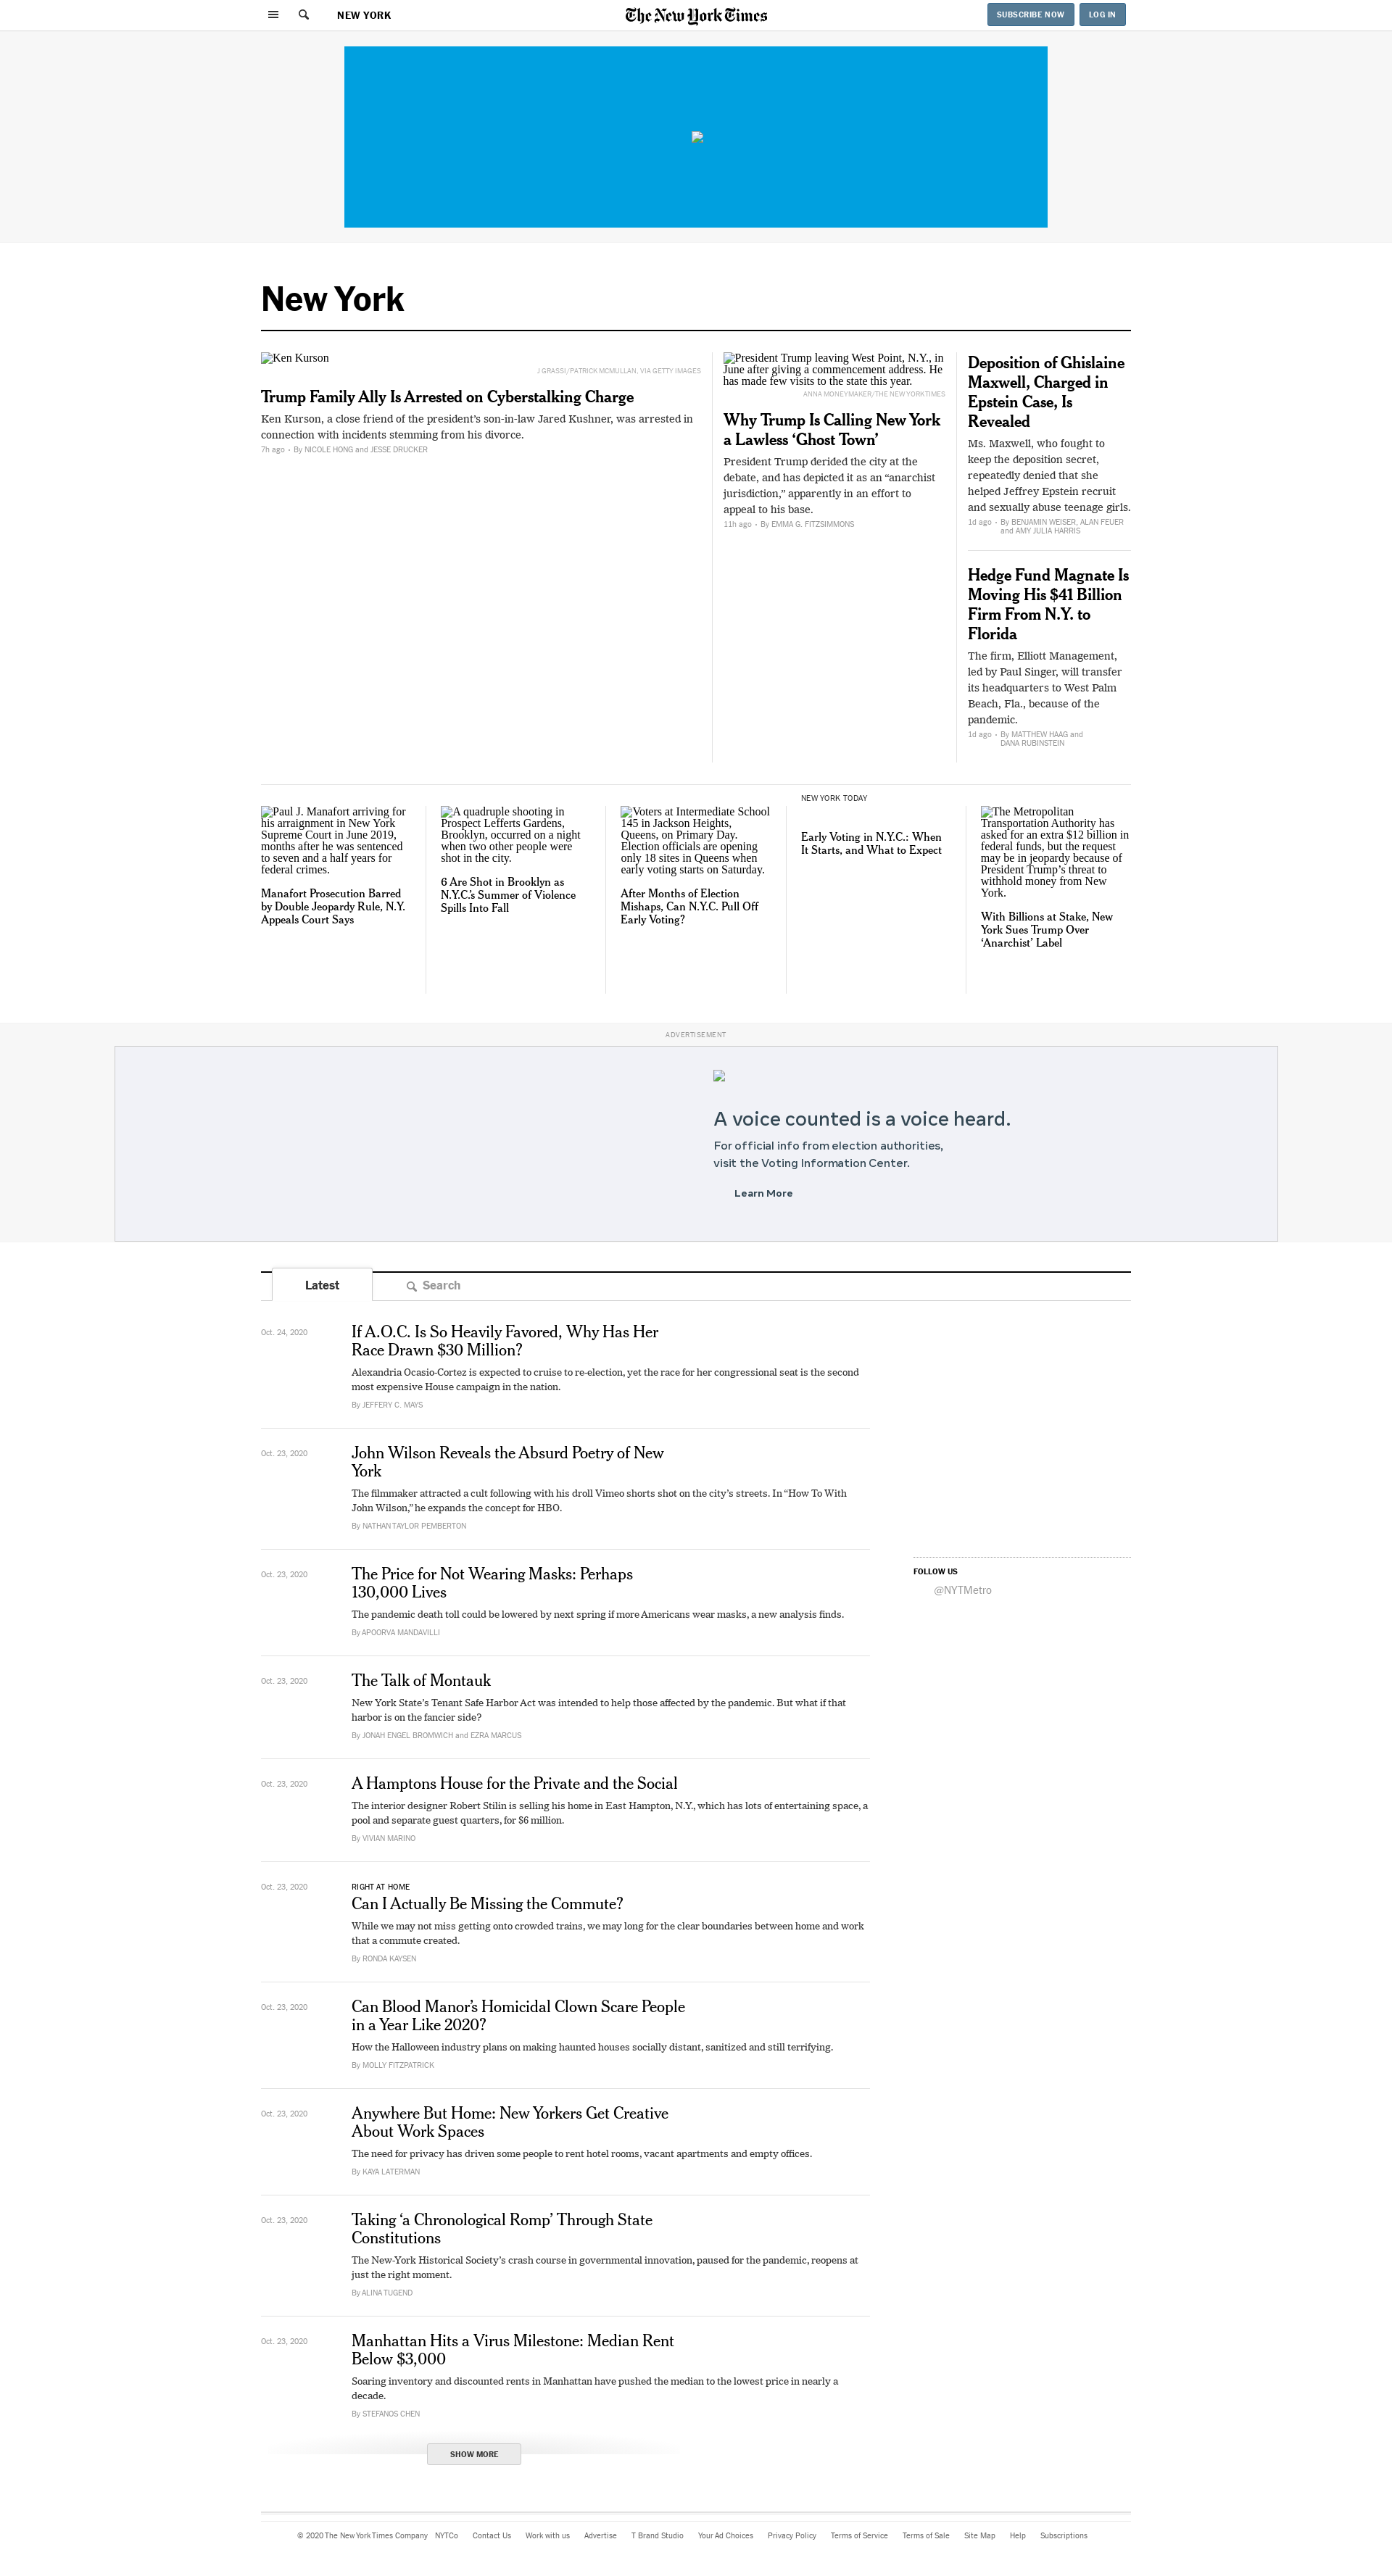 NEW YORK
The New York Times
SUBSCRIBE NOW
LOG IN
New York
Ken Kurson
J GRASSI/PATRICK MCMULLAN, VIA GETTY IMAGES
Trump Family Ally Is Arrested on Cyberstalking Charge
Ken Kurson, a close friend of the president's son-in-law Jared Kushner, was arrested in
connection with incidents stemming from his divorce.
7h ago • By NICOLE HONG and JESSE DRUCKER
President Trump leaving West Point, N.Y., in
June after giving a commencement address. He
has made few visits to the state this year.
ANNA MONEYMAKER/THE NEW YORK TIMES
Why Trump Is Calling New York
a Lawless ‘Ghost Town’
President Trump derided the city at the
debate, and has depicted it as an “anarchist
jurisdiction,” apparently in an effort to
appeal to his base.
11h ago • By EMMA G. FITZSIMMONS
Deposition of Ghislaine
Maxwell, Charged in
Epstein Case, Is
Revealed
Ms. Maxwell, who fought to
keep the deposition secret,
repeatedly denied that she
helped Jeffrey Epstein recruit
and sexually abuse teenage girls.
1d ago • By BENJAMIN WEISER, ALAN FEUER
and AMY JULIA HARRIS
Hedge Fund Magnate Is
Moving His $41 Billion
Firm From N.Y. to
Florida
The firm, Elliott Management,
led by Paul Singer, will transfer
its headquarters to West Palm
Beach, Fla., because of the
pandemic.
1d ago • By MATTHEW HAAG and
DANA RUBINSTEIN
Paul J. Manafort arriving for
his arraignment in New York
Supreme Court in June 2019,
months after he was sentenced
to seven and a half years for
federal crimes.
Manafort Prosecution Barred
by Double Jeopardy Rule, N.Y.
Appeals Court Says
A quadruple shooting in
Prospect Lefferts Gardens,
Brooklyn, occurred on a night
when two other people were
shot in the city.
6 Are Shot in Brooklyn as
N.Y.C.’s Summer of Violence
Spills Into Fall
Voters at Intermediate School
145 in Jackson Heights,
Queens, on Primary Day.
Election officials are opening
only 18 sites in Queens when
early voting starts on Saturday.
After Months of Election
Mishaps, Can N.Y.C. Pull Off
Early Voting?
NEW YORK TODAY
Early Voting in N.Y.C.: When
It Starts, and What to Expect
The Metropolitan
Transportation Authority has
asked for an extra $12 billion in
federal funds, but the request
may be in jeopardy because of
President Trump’s threat to
withhold money from New
York.
With Billions at Stake, New
York Sues Trump Over
‘Anarchist’ Label
ADVERTISEMENT
A voice counted is a voice heard.
For official info from election authorities,
visit the Voting Information Center.
Learn More
Latest
Search
Oct. 24, 2020
If A.O.C. Is So Heavily Favored, Why Has Her
Race Drawn $30 Million?
Alexandria Ocasio-Cortez is expected to cruise to re-election, yet the race for her congressional seat is the second
most expensive House campaign in the nation.
By JEFFERY C. MAYS
Oct. 23, 2020
John Wilson Reveals the Absurd Poetry of New
York
The filmmaker attracted a cult following with his droll Vimeo shorts shot on the city’s streets. In “How To With
John Wilson,” he expands the concept for HBO.
By NATHAN TAYLOR PEMBERTON
Oct. 23, 2020
The Price for Not Wearing Masks: Perhaps
130,000 Lives
The pandemic death toll could be lowered by next spring if more Americans wear masks, a new analysis finds.
By APOORVA MANDAVILLI
FOLLOW US
@NYTMetro
Oct. 23, 2020
The Talk of Montauk
New York State’s Tenant Safe Harbor Act was intended to help those affected by the pandemic. But what if that
harbor is on the fancier side?
By JONAH ENGEL BROMWICH and EZRA MARCUS
Oct. 23, 2020
A Hamptons House for the Private and the Social
The interior designer Robert Stilin is selling his home in East Hampton, N.Y., which has lots of entertaining space, a
pool and separate guest quarters, for $6 million.
By VIVIAN MARINO
Oct. 23, 2020
RIGHT AT HOME
Can I Actually Be Missing the Commute?
While we may not miss getting onto crowded trains, we may long for the clear boundaries between home and work
that a commute created.
By RONDA KAYSEN
Oct. 23, 2020
Can Blood Manor’s Homicidal Clown Scare People
in a Year Like 2020?
How the Halloween industry plans on making haunted houses socially distant, sanitized and still terrifying.
By MOLLY FITZPATRICK
Oct. 23, 2020
Anywhere But Home: New Yorkers Get Creative
About Work Spaces
The need for privacy has driven some people to rent hotel rooms, vacant apartments and empty offices.
By KAYA LATERMAN
Oct. 23, 2020
Taking ‘a Chronological Romp’ Through State
Constitutions
The New-York Historical Society’s crash course in governmental innovation, paused for the pandemic, reopens at
just the right moment.
By ALINA TUGEND
Oct. 23, 2020
Manhattan Hits a Virus Milestone: Median Rent
Below $3,000
Soaring inventory and discounted rents in Manhattan have pushed the median to the lowest price in nearly a
decade.
By STEFANOS CHEN
SHOW MORE
© 2020 The New York Times Company NYTCo Contact Us Work with us Advertise T Brand Studio Your Ad Choices Privacy Policy Terms of Service Terms of Sale Site Map Help Subscriptions